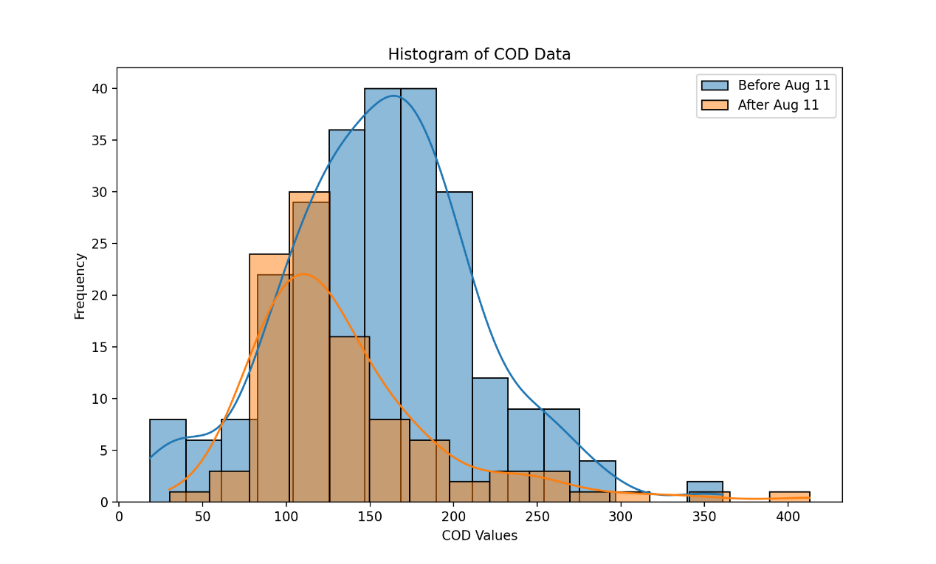 Histogram of COD Data
Before Aug 11
After Aug 11
Frequency
40
35
30
25
20
15
10
5
0
0 50 100 150 200 250 300 350 400
COD Values